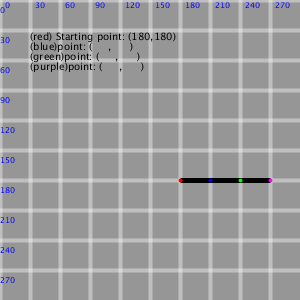 0 30 60 90 120 150 180 210 240 270
0
30
60
90
120
150
180
210
240
270
(red) Starting point: (180,180)
(blue)point: (    ,    )
(green)point: (    ,    )
(purple)point: (    ,    )